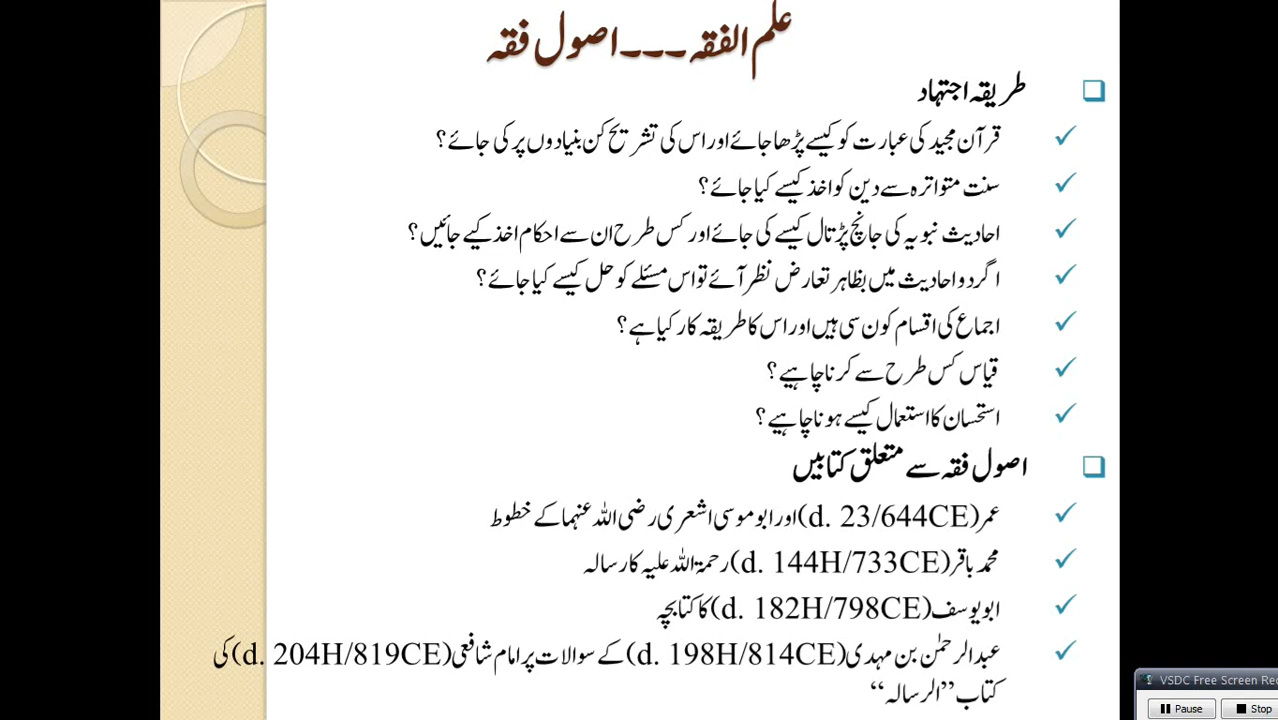 علم الفقہ۔۔۔اصول فقہ
طریقہ اجتہاد
قرآن مجید کی عبارت کو کیسے پڑھا جائے اور اس کی تشریح کن بنیادوں پر کی جائے؟
سنت متواترہ سے دین کو اخذ کیسے کیا جائے؟
احادیث نبویہ کی جانچ پڑتال کیسے کی جائے اور کس طرح ان سے احکام اخذ کیے جائیں؟
اگر دو احادیث میں بظاہر تعارض نظر آئے تو اس مسئلے کو حل کیسے کیا جائے؟
اجماع کی اقسام کون سی ہیں اور اس کا طریقہ کار کیا ہے؟
قیاس کس طرح سے کرنا چاہیے؟
استحسان کا استعمال کیسے ہونا چاہیے؟
اصول فقہ سے متعلق کتابیں
عمر (d. 23/644CE) اور ابو موسی اشعری رضی اللہ عنہما کے خطوط
محمد باقر (d. 144H/733CE) رحمۃ اللہ علیہ کا رسالہ
ابو یوسف (d. 182H/798CE) کا کتابچہ
عبد الرحمٰن بن مہدی (d. 198H/814CE) کے سوالات پر امام شافعی (d. 204H/819CE) کی
کتاب ”الرسالہ“
VSDC Free Screen Rec
Pause Stop